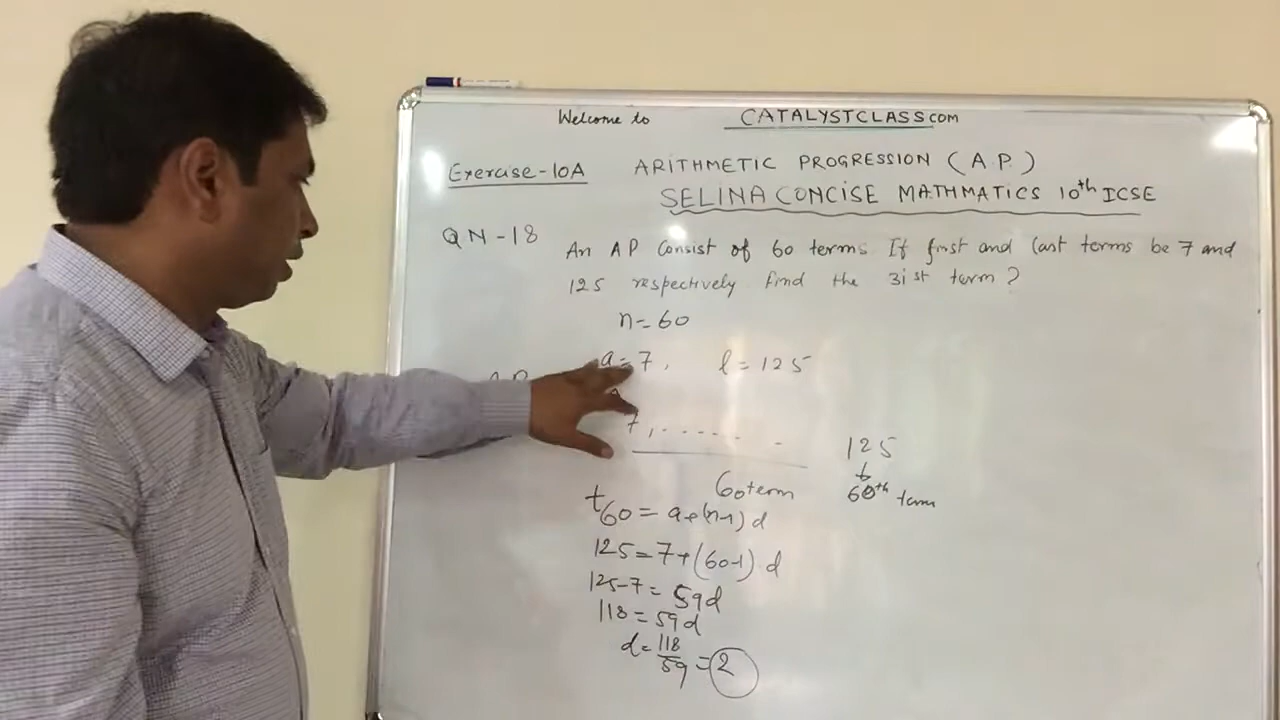 Welcome to CATALYSTCLASS COM
Exercise-10A ARITHMETIC PROGRESSION (A P.)
SELINA CONCISE MATHMATICS 10th ICSE
QN-18 An AP Consist of 60 terms If first and last terms be 7 and
125 respectively find the 31st term?
n=60
a=7, l=125
7, ...... - 125
60 term 60th term
t60 = a+(n-1) d
125=7+(60-1) d
125-7= 59d
118=59d
d= 118/59 = 2